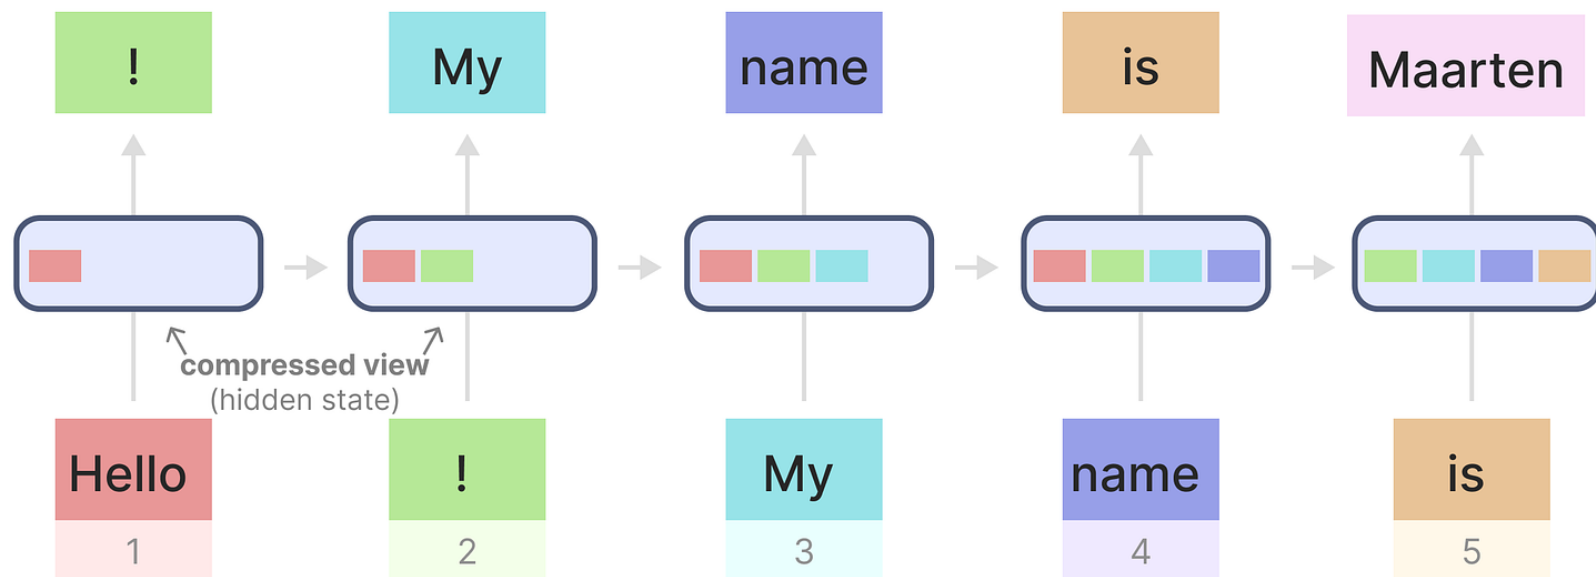 ! My name is Maarten
compressed view
(hidden state)
Hello ! My name is
1 2 3 4 5